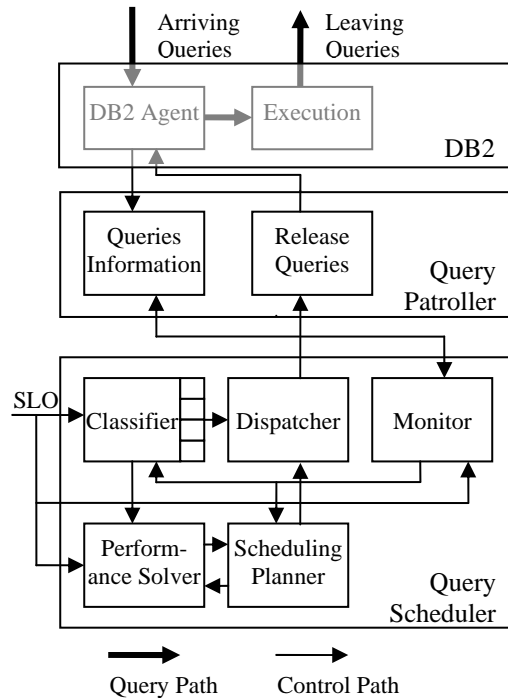 Arriving
Queries
Leaving
Queries
DB2 Agent
Execution
DB2
Queries
Information
Release
Queries
Query
Patroller
SLO
Classifier
Dispatcher
Monitor
Perform-
ance Solver
Scheduling
Planner
Query
Scheduler
Query Path
Control Path